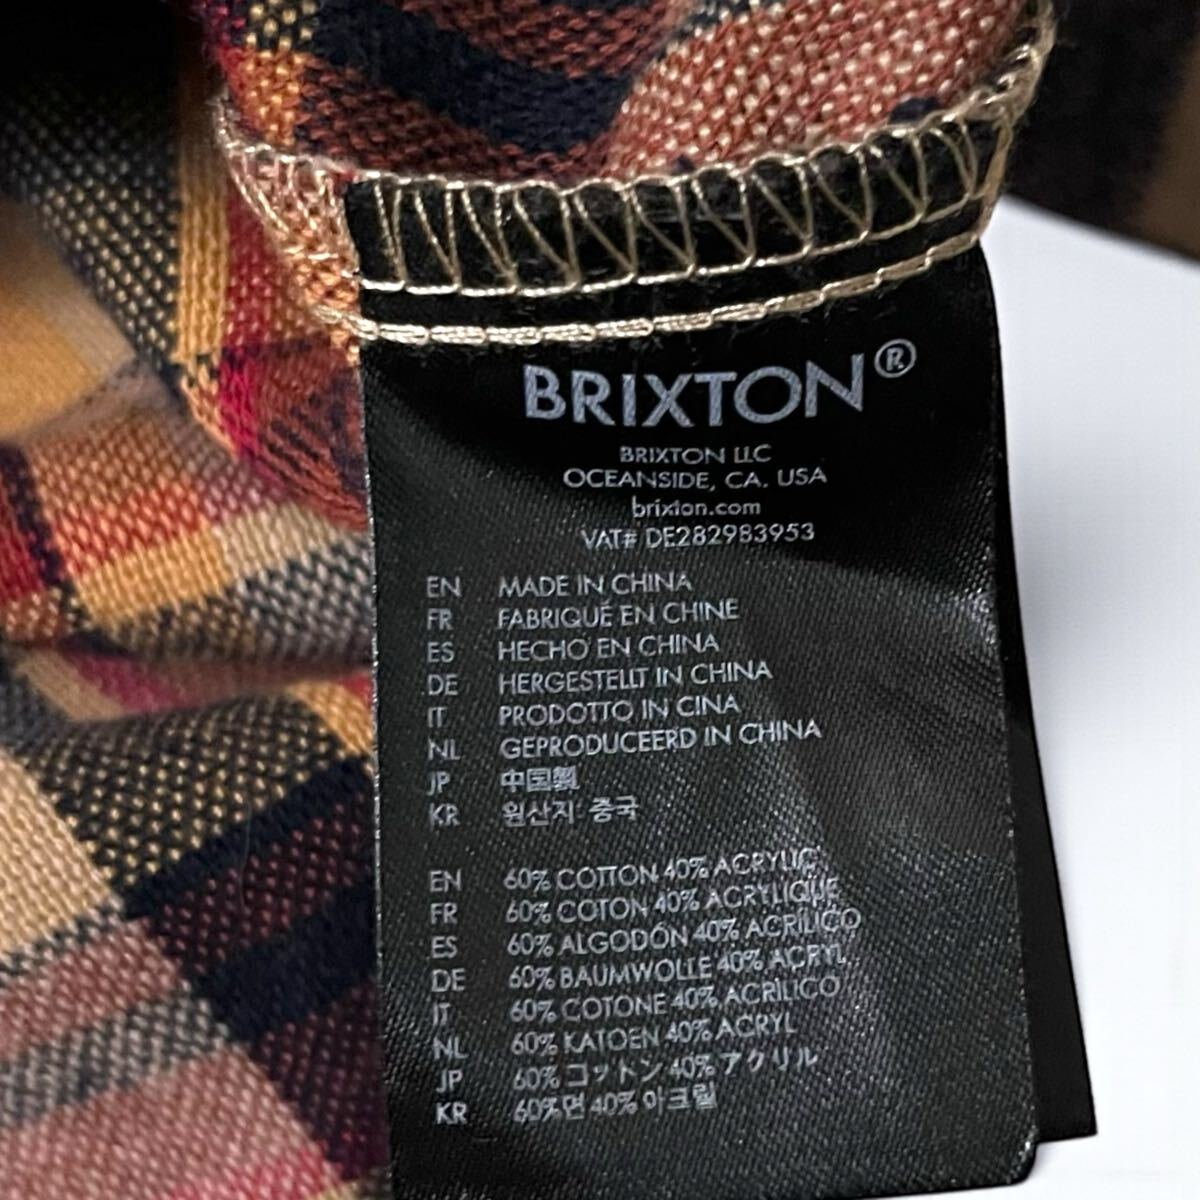 BRIXTON®
BRIXTON LLC
OCEANSIDE, CA. USA
brixton.com
VAT# DE282983953
EN MADE IN CHINA
FR FABRIQUÉ EN CHINE
ES HECHO EN CHINA
DE HERGESTELLT IN CHINA
IT PRODOTTO IN CINA
NL GEPRODUCEERD IN CHINA
JP 中国製
KR 원산지: 중국
EN 60% COTTON 40% ACRYLIC
FR 60% COTON 40% ACRYLIQUE
ES 60% ALGODÓN 40% ACRÍLICO
DE 60% BAUMWOLLE 40% ACRYL
IT 60% COTONE 40% ACRÍLICO
NL 60% KATOEN 40% ACRYL
JP 60% コットン 40% アクリル
KR 60% 면 40% 아크릴